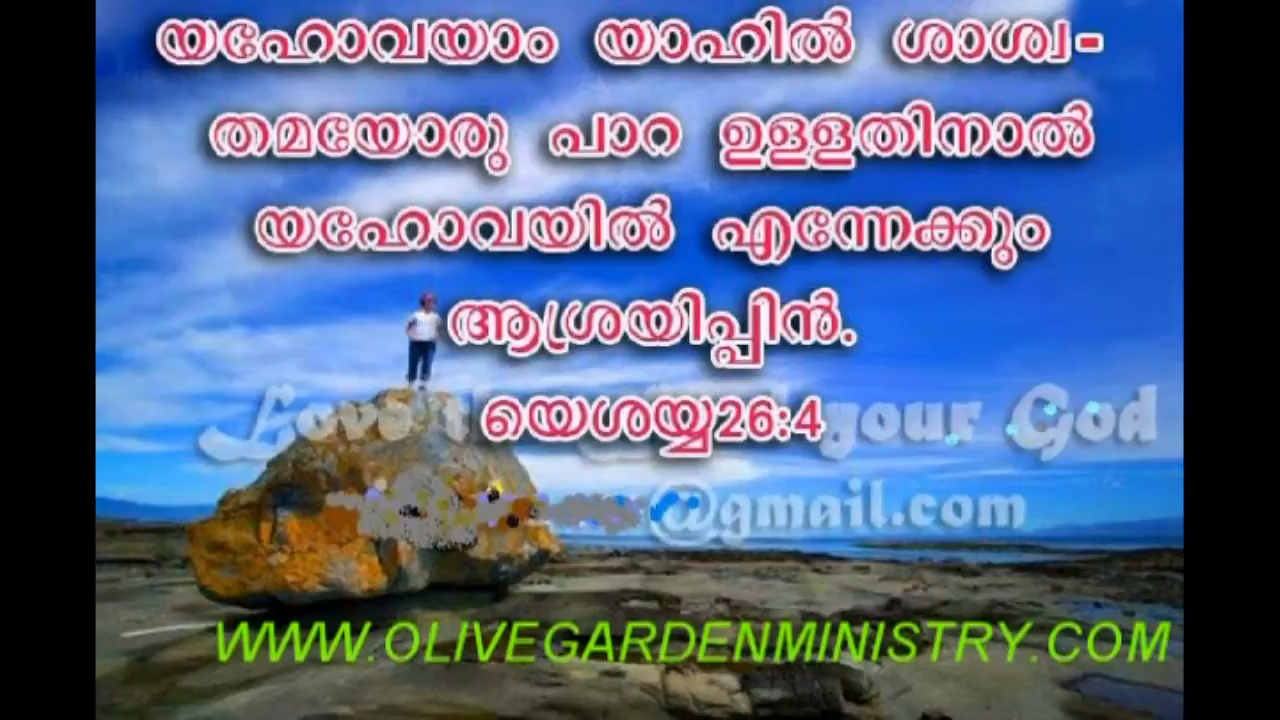 യഹോവയാം യാഹിൽ ശാശ്വ-
തമയോരു പാറ ഉള്ളതിനാൽ
യഹോവയിൽ എന്നേക്കും
ആശ്രയിപ്പിൻ.
യെശയ്യ26:4
Love your God
@gmail.com
WWW.OLIVEGARDENMINISTRY.COM